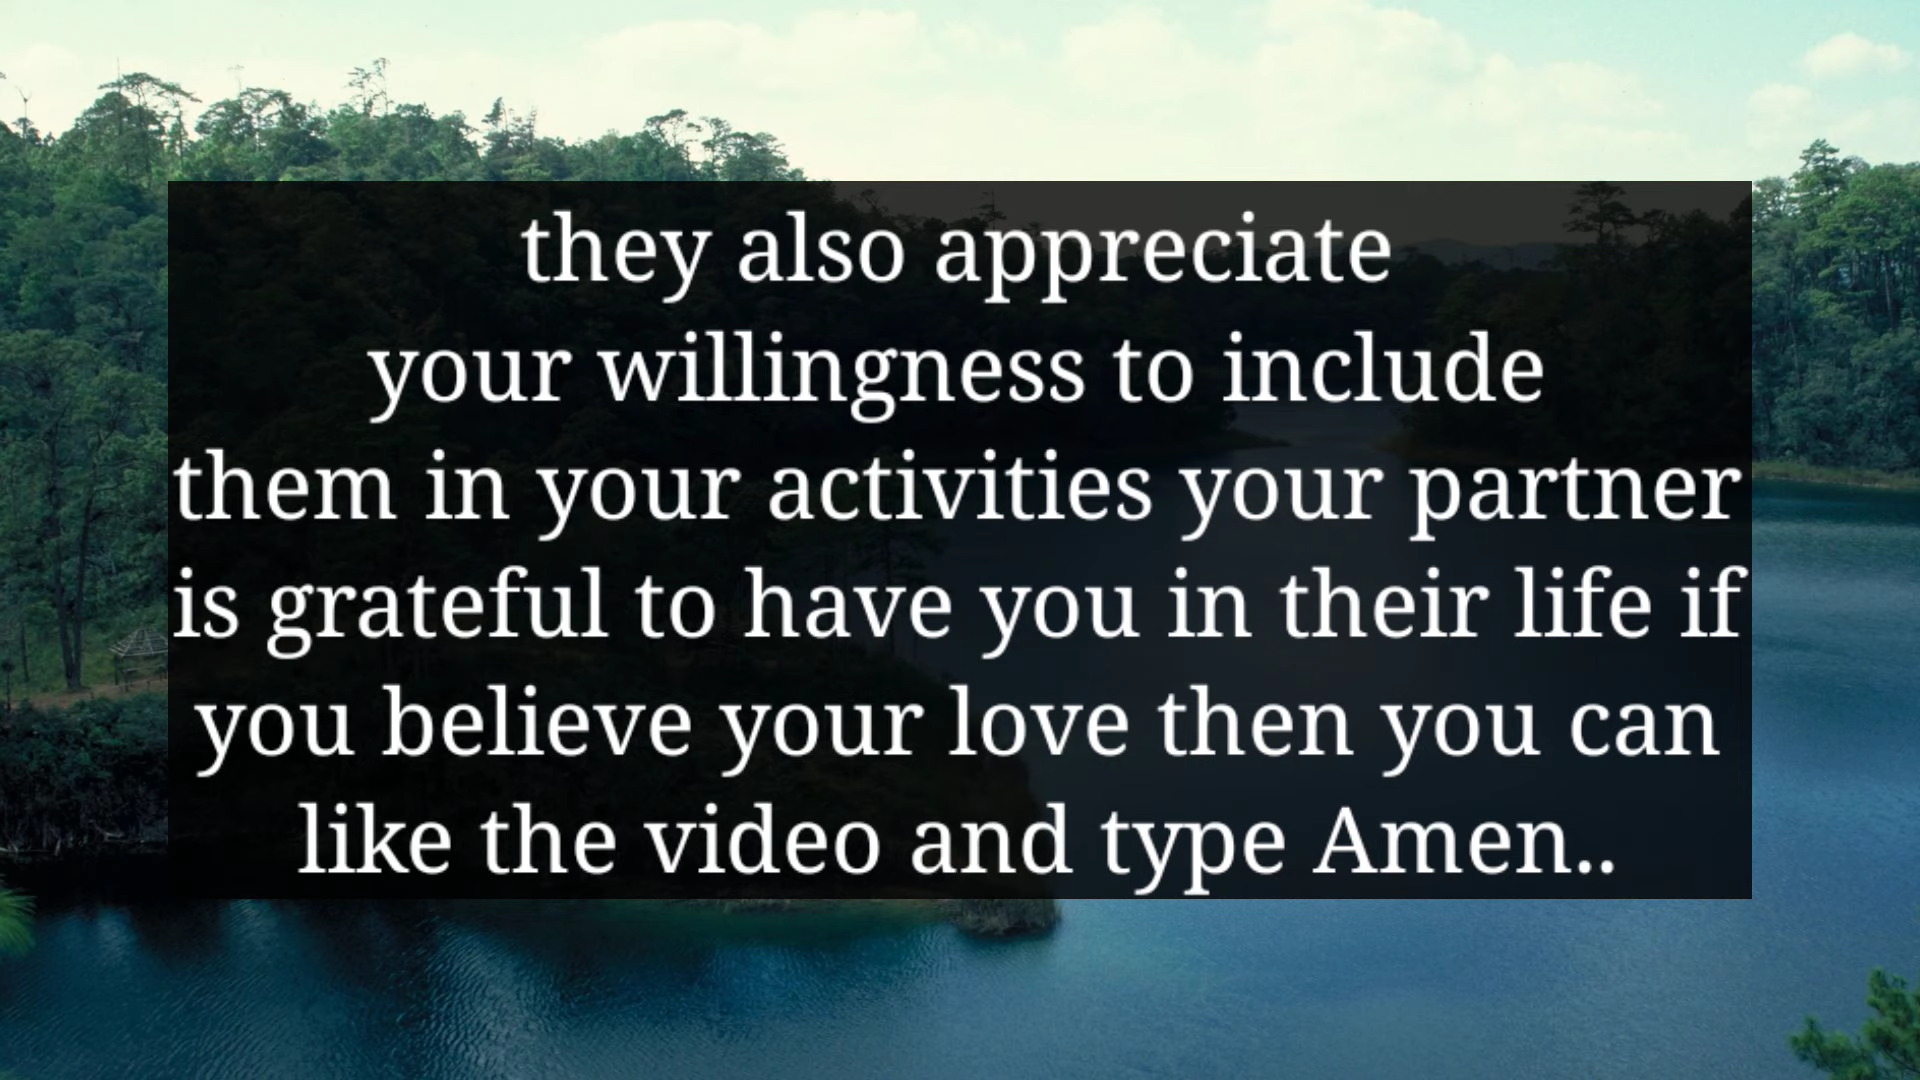 they also appreciate
your willingness to include
them in your activities your partner
is grateful to have you in their life if
you believe your love then you can
like the video and type Amen..